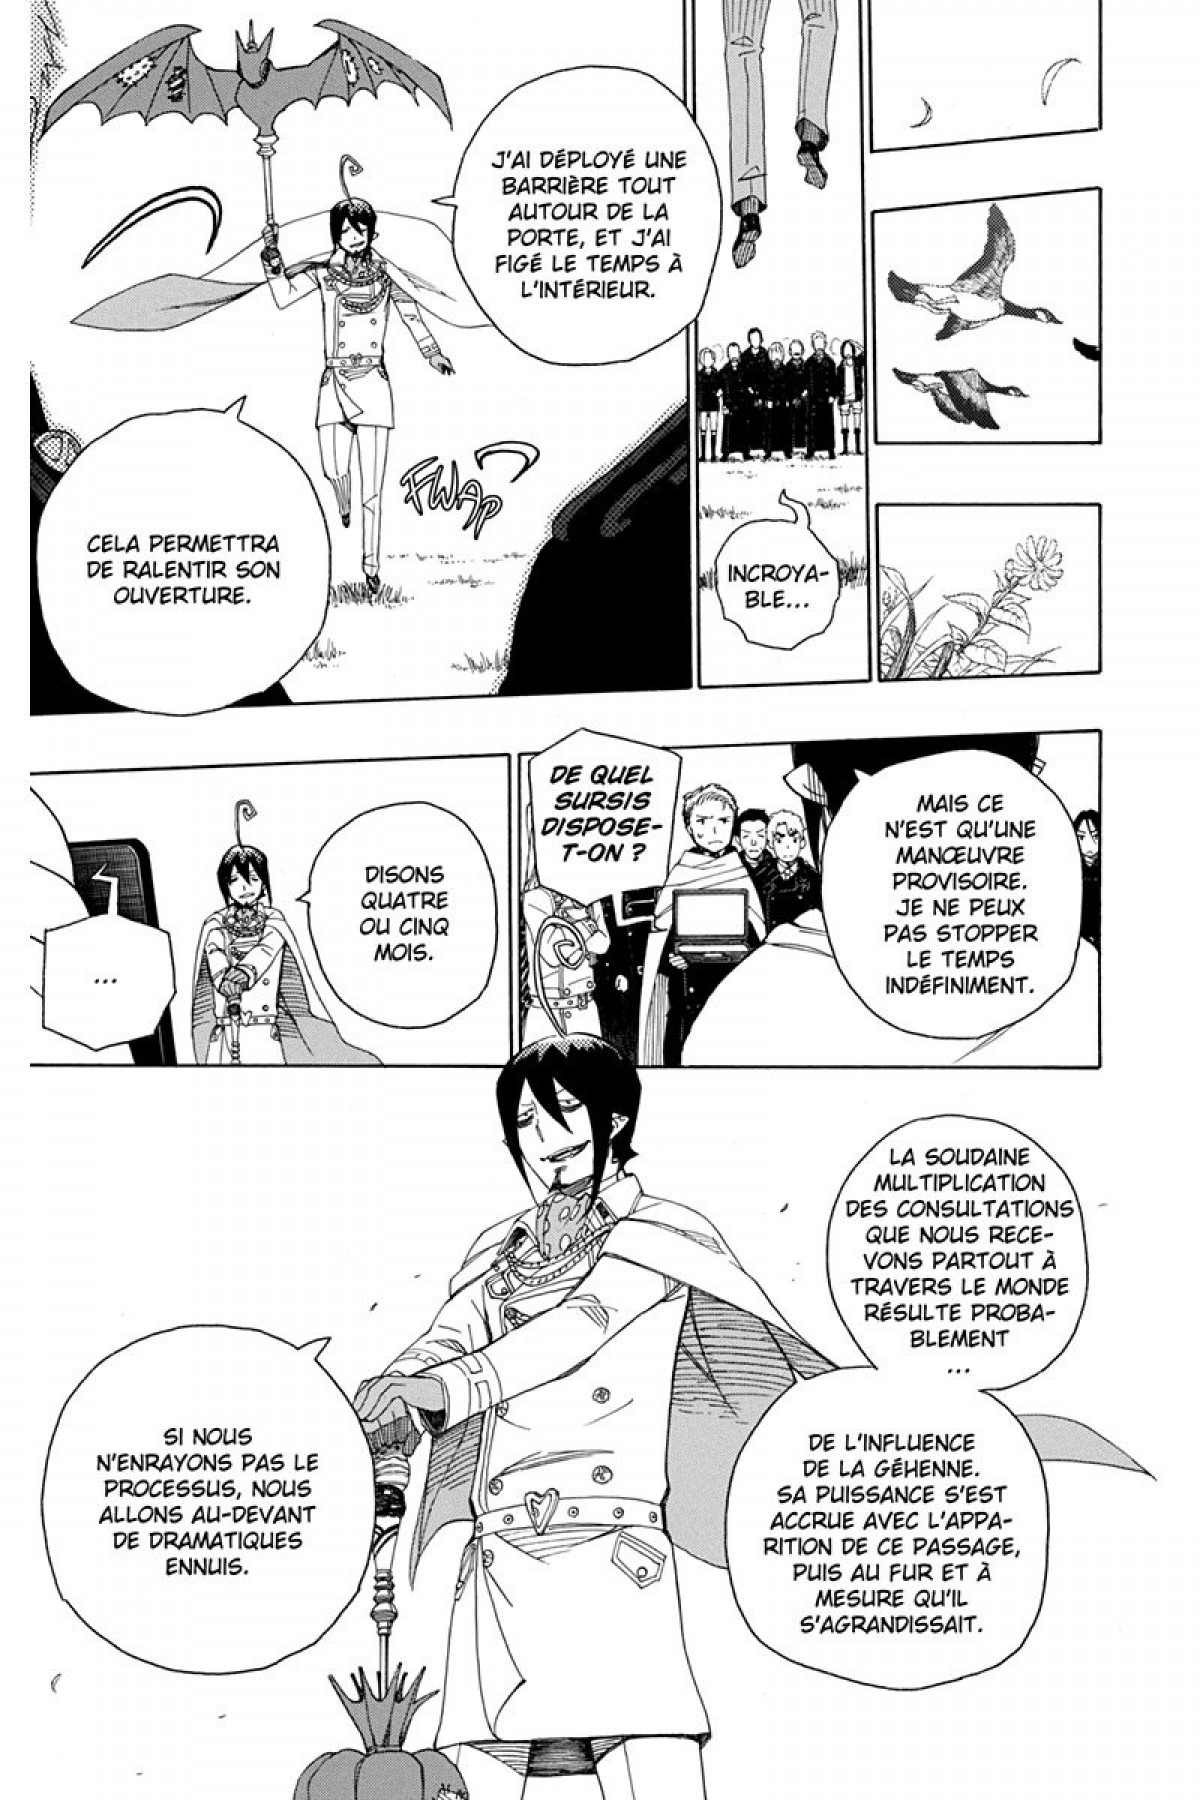 INCROYA-
BLE...
J'AI DÉPLOYÉ UNE
BARRIÈRE TOUT
AUTOUR DE LA
PORTE, ET J'AI
FIGÉ LE TEMPS À
L'INTÉRIEUR.
FWAP
CELA PERMETTRA
DE RALENTIR SON
OUVERTURE.
MAIS CE
N'EST QU'UNE
MANŒUVRE
PROVISOIRE.
JE NE PEUX
PAS STOPPER
LE TEMPS
INDÉFINIMENT.
DE QUEL
SURSIS
DISPOSE-
T-ON ?
DISONS
QUATRE
OU CINQ
MOIS.
...
LA SOUDAINE
MULTIPLICATION
DES CONSULTATIONS
QUE NOUS RECE-
VONS PARTOUT À
TRAVERS LE MONDE
RÉSULTE PROBA-
BLEMENT
...
DE L'INFLUENCE
DE LA GÉHENNE.
SA PUISSANCE S'EST
ACCRUE AVEC L'APPA-
RITION DE CE PASSAGE,
PUIS AU FUR ET À
MESURE QU'IL
S'AGRANDISSAIT.
SI NOUS
N'ENRAYONS PAS LE
PROCESSUS, NOUS
ALLONS AU-DEVANT
DE DRAMATIQUES
ENNUIS.